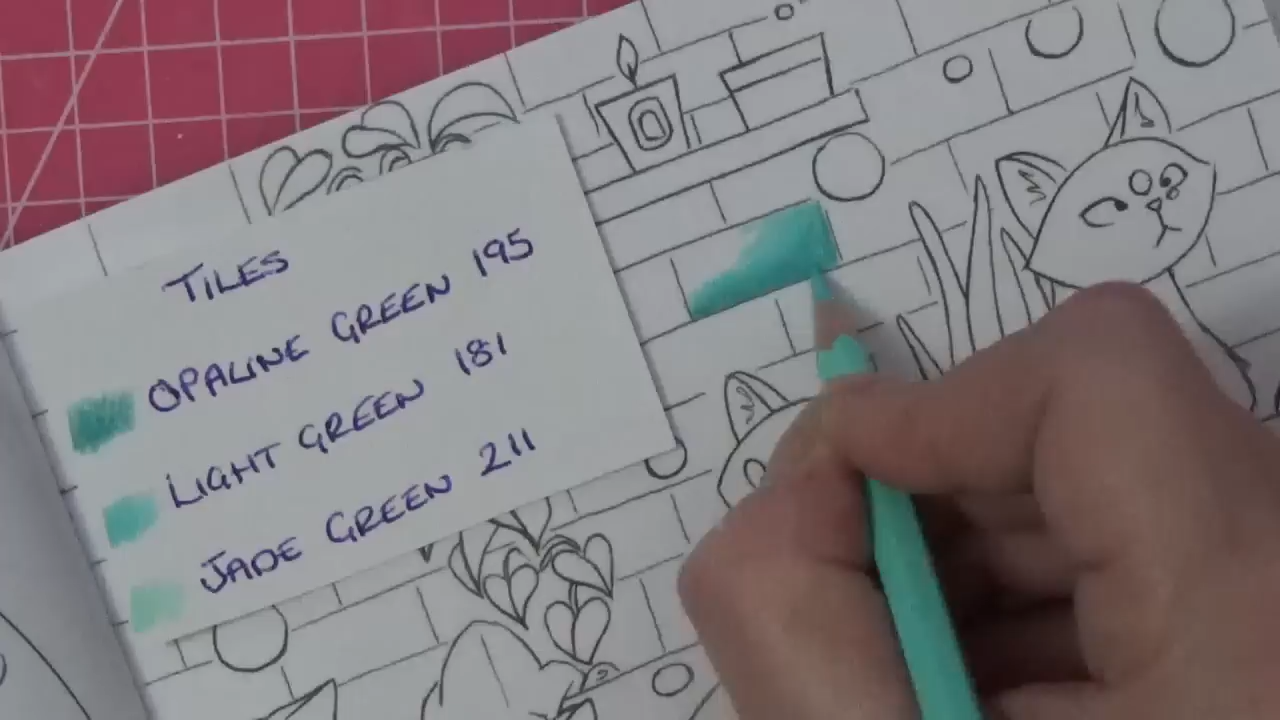 TILES
OPALINE GREEN 195
LIGHT GREEN 181
JADE GREEN 211